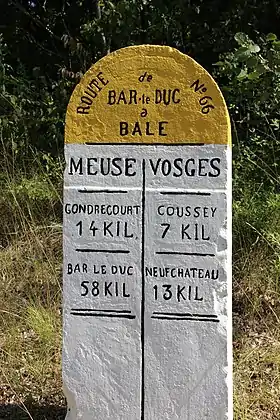 ROUTE de Nº 66
BAR-le-DUC
à
BALE
MEUSE VOSGES
GONDRECOURT COUSSEY
14 KIL. 7 KIL
BAR LE DUC NEUFCHATEAU
58 KIL 13 KIL